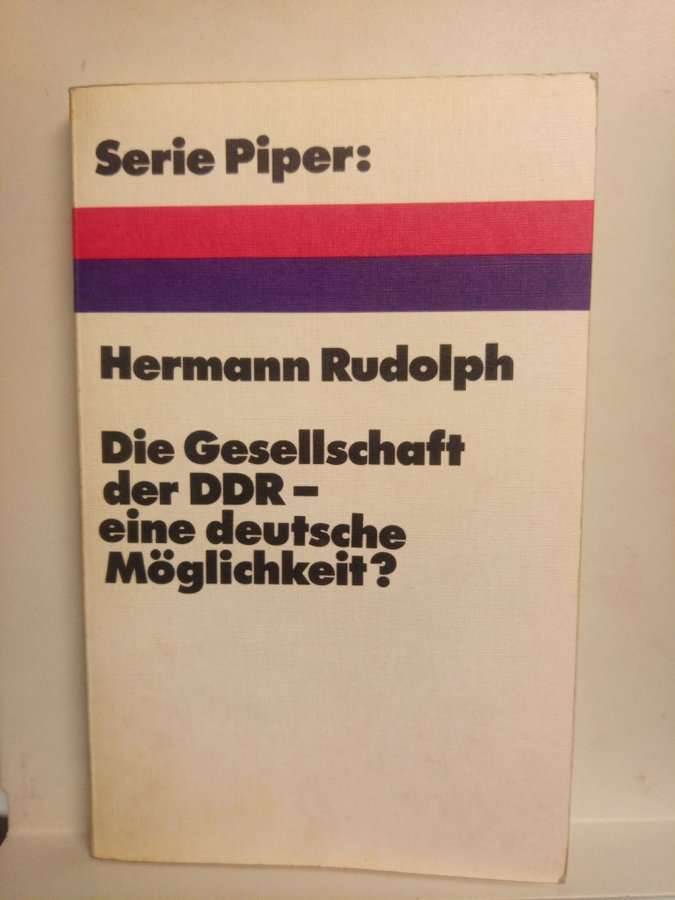 Serie Piper:
Hermann Rudolph
Die Gesellschaft
der DDR –
eine deutsche
Möglichkeit?